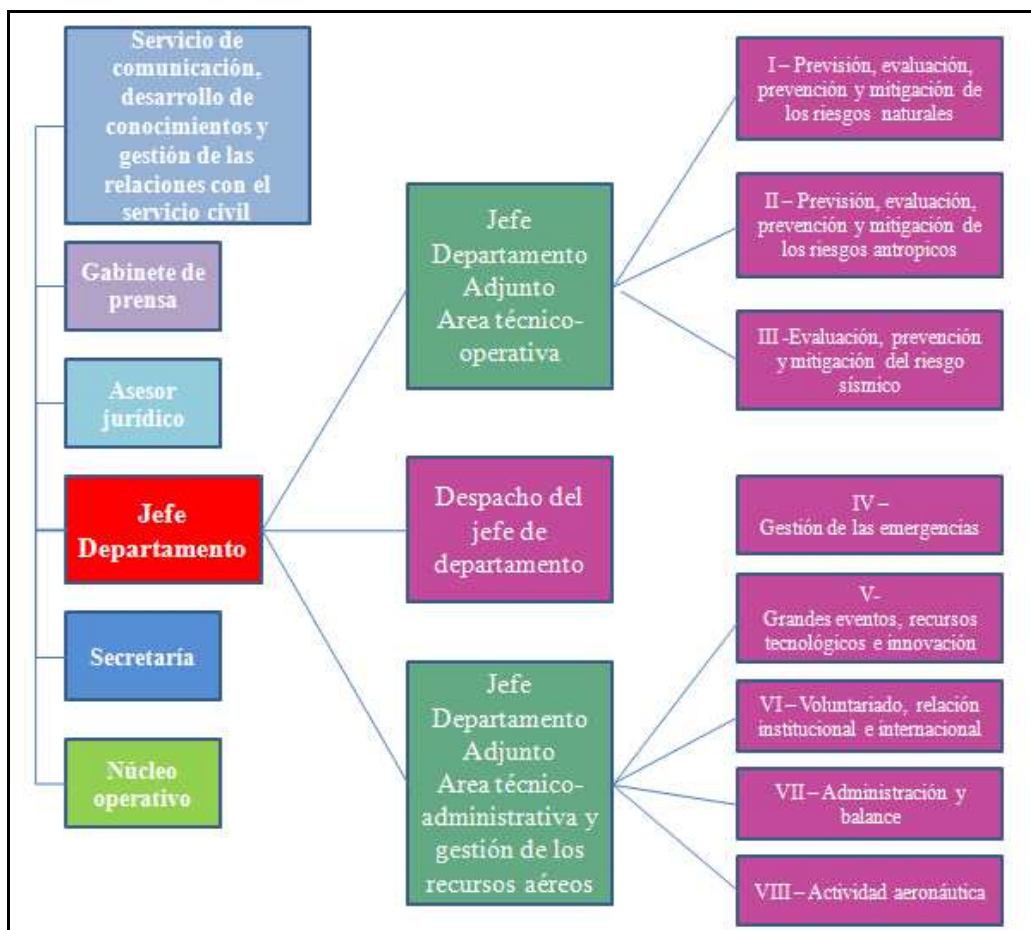 Servicio de
comunicación,
desarrollo de
conocimientos y
gestión de las
relaciones con el
servicio civil
Gabinete de
prensa
Asesor
jurídico
Jefe
Departamento
Secretaría
Núcleo
operativo
Jefe
Departamento
Adjunto
Area técnico-
operativa
Despacho del
jefe de
departamento
Jefe
Departamento
Adjunto
Area técnico-
administrativa y
gestión de los
recursos aéreos
I – Previsión, evaluación,
prevención y mitigación de
los riesgos naturales
II – Previsión, evaluación,
prevención y mitigación de
los riesgos antropicos
III -Evaluación, prevención
y mitigación del riesgo
sísmico
IV –
Gestión de las emergencias
V-
Grandes eventos, recursos
tecnológicos e innovación
VI – Voluntariado, relación
institucional e internacional
VII – Administración y
balance
VIII – Actividad aeronáutica